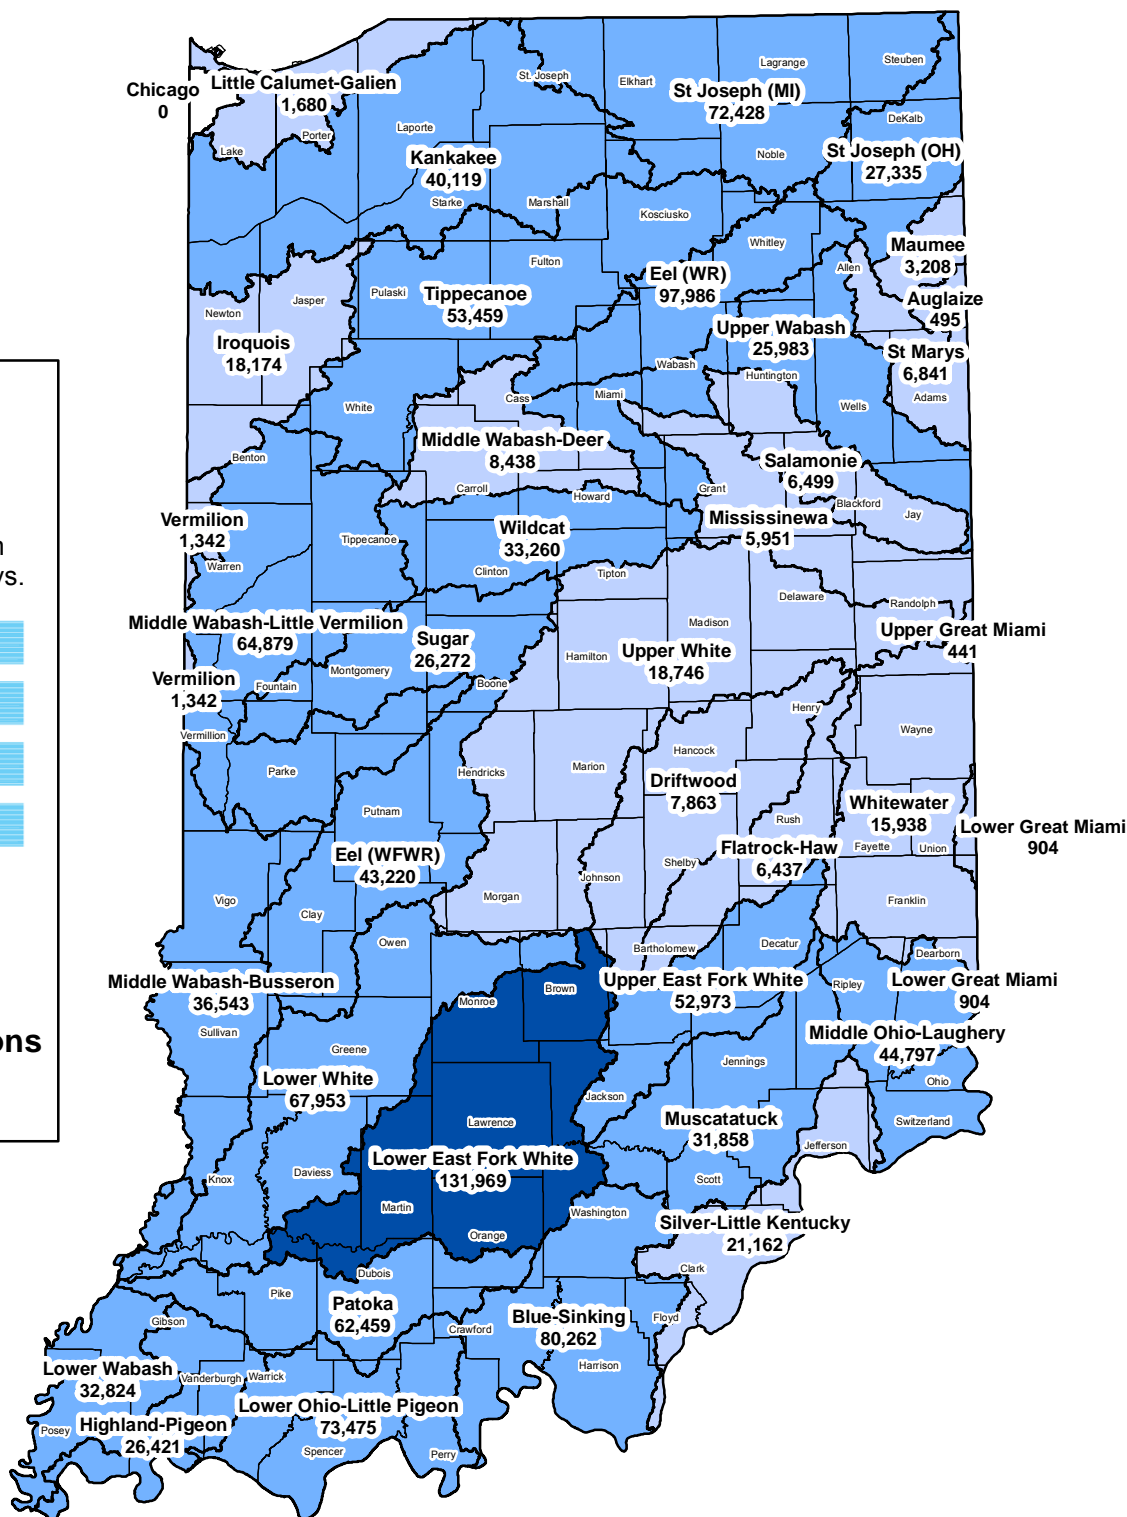 Steuben
Lagrange
St. Joseph
Elkhart
Chicago
0
Little Calumet-Galien
1,680
St Joseph (MI)
72,428
DeKalb
Laporte
Porter
Lake
Noble
St Joseph (OH)
27,335
Kankakee
40,119
Starke
Marshall
Kosciusko
Whitley
Maumee
3,208
Allen
Fulton
Eel (WR)
97,986
Pulaski
Tippecanoe
53,459
Jasper
Newton
Auglaize
495
Upper Wabash
25,983
Iroquois
18,174
St Marys
6,841
Adams
Wabash
Huntington
Miami
Cass
White
Wells
Middle Wabash-Deer
8,438
Benton
Salamonie
6,499
Carroll
Howard
Grant
Blackford
Jay
Vermilion
1,342
Mississinewa
5,951
Wildcat
33,260
Tippecanoe
n
ys.
Warren
Clinton
Tipton
Delaware
Randolph
Middle Wabash-Little Vermilion
64,879
Madison
Upper Great Miami
441
Sugar
26,272
Upper White
18,746
Hamilton
Montgomery
Vermilion
1,342
Fountain
Boone
Henry
Wayne
Vermillion
Hancock
Parke
Hendricks
Marion
Driftwood
7,863
Whitewater
15,938
Putnam
Rush
Lower Great Miami
904
Flatrock-Haw
6,437
Fayette
Union
Eel (WFWR)
43,220
Shelby
Johnson
Morgan
Vigo
Franklin
Clay
Owen
Bartholomew
Decatur
Dearborn
Middle Wabash-Busseron
36,543
Upper East Fork White
52,973
Ripley
Lower Great Miami
904
Brown
Monroe
Sullivan
ons
Greene
Middle Ohio-Laughery
44,797
Jennings
Ohio
Lower White
67,953
Jackson
Muscatatuck
31,858
Switzerland
Lawrence
Jefferson
Lower East Fork White
131,969
Daviess
Knox
Scott
Martin
Washington
Silver-Little Kentucky
21,162
Orange
Dubois
Clark
Pike
Patoka
62,459
Gibson
Crawford
Blue-Sinking
80,262
Floyd
Harrison
Lower Wabash
32,824
Vanderburgh
Warrick
Lower Ohio-Little Pigeon
73,475
Posey
Highland-Pigeon
26,421
Spencer
Perry